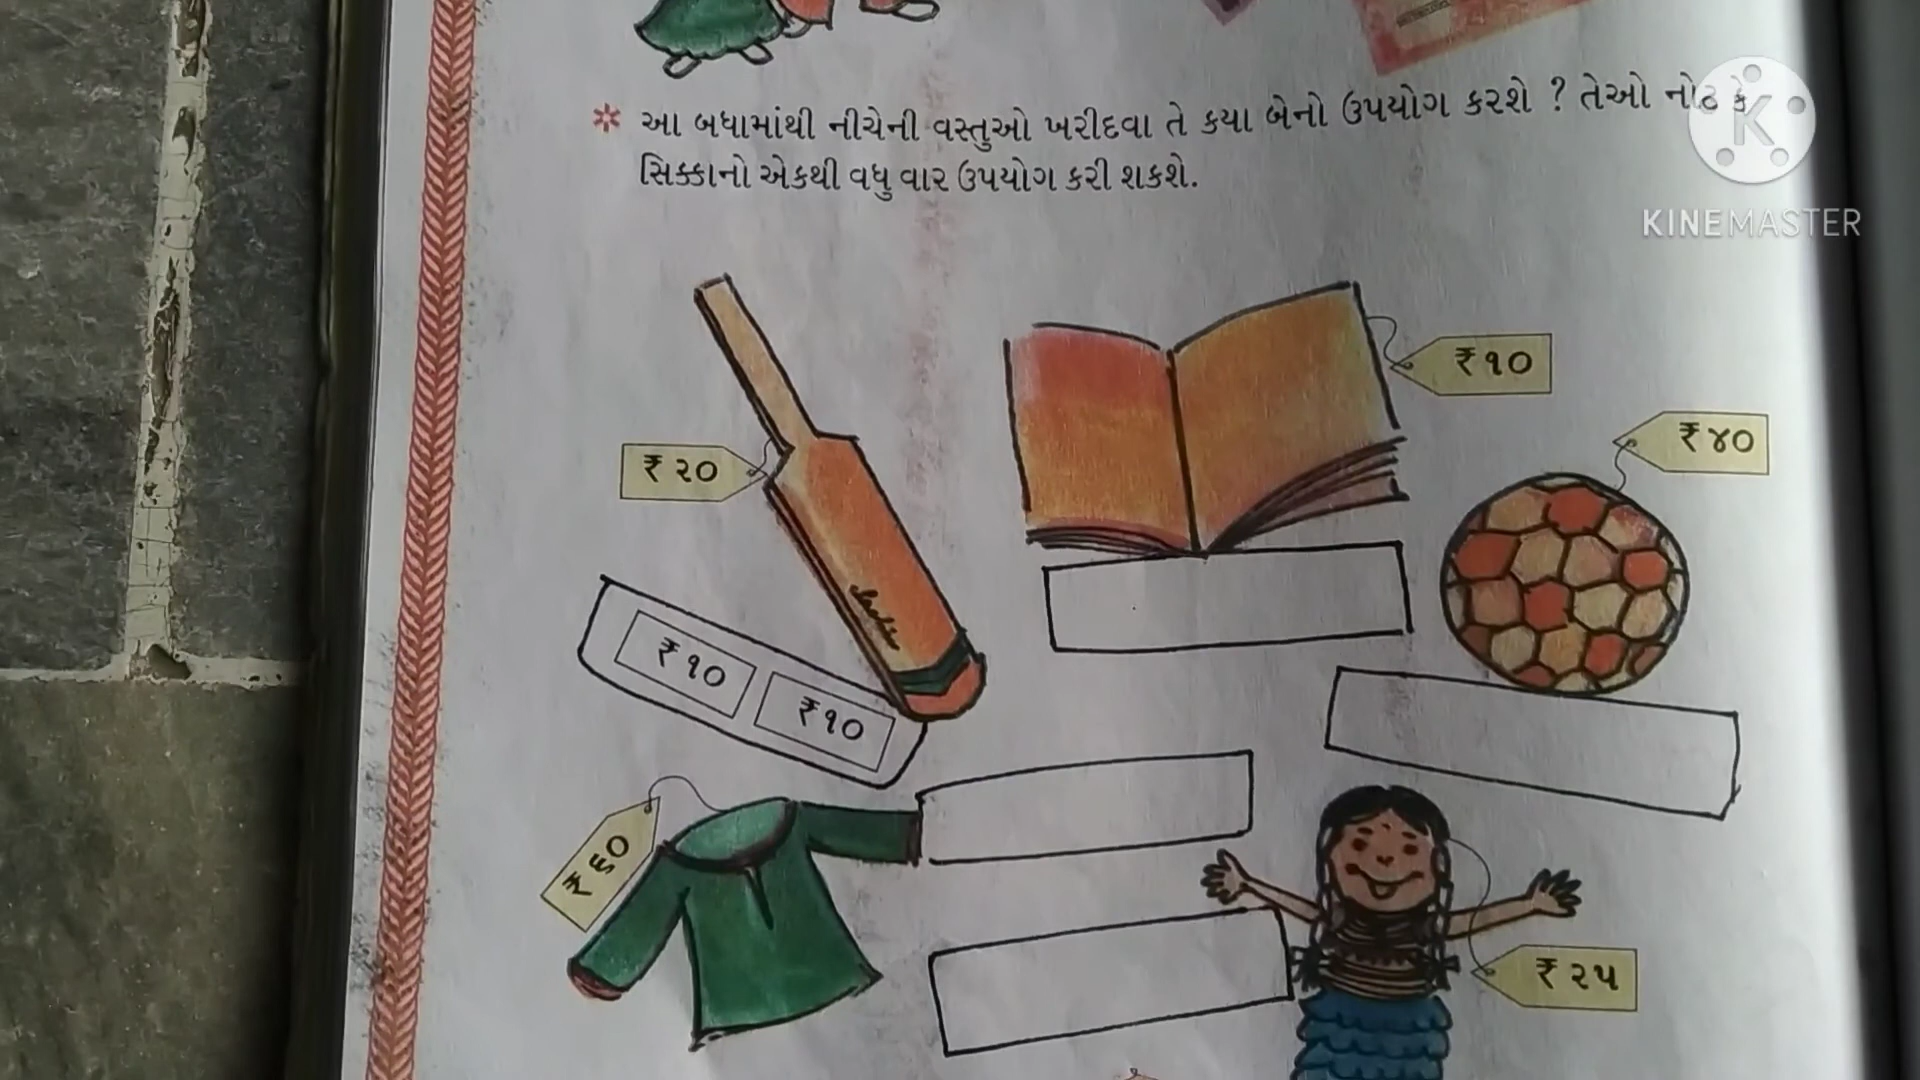 * આ બધામાંથી નીચેની વસ્તુઓ ખરીદવા તે કયા બેનો ઉપયોગ કરશે ? તેઓ નોટ કે
સિક્કાનો એકથી વધુ વાર ઉપયોગ કરી શકશે.
K
KINEMASTER
₹ ૧૦
₹ ૪૦
₹ ૨૦
₹ ૧૦
₹ ૧૦
₹ ૬૦
₹ ૨૫